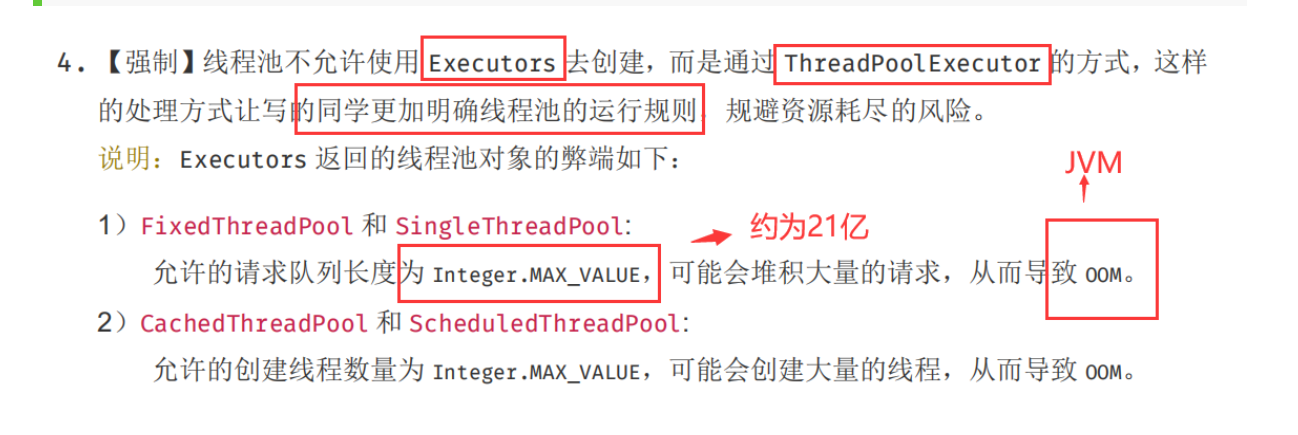 4. 【强制】线程池不允许使用 Executors 去创建，而是通过 ThreadPoolExecutor 的方式，这样
的处理方式让写的同学更加明确线程池的运行规则，规避资源耗尽的风险。
说明：Executors 返回的线程池对象的弊端如下：
JVM
1）FixedThreadPool 和 SingleThreadPool:
约为21亿
允许的请求队列长度为 Integer.MAX_VALUE，可能会堆积大量的请求，从而导致 OOM。
2）CachedThreadPool 和 ScheduledThreadPool:
允许的创建线程数量为 Integer.MAX_VALUE，可能会创建大量的线程，从而导致 OOM。